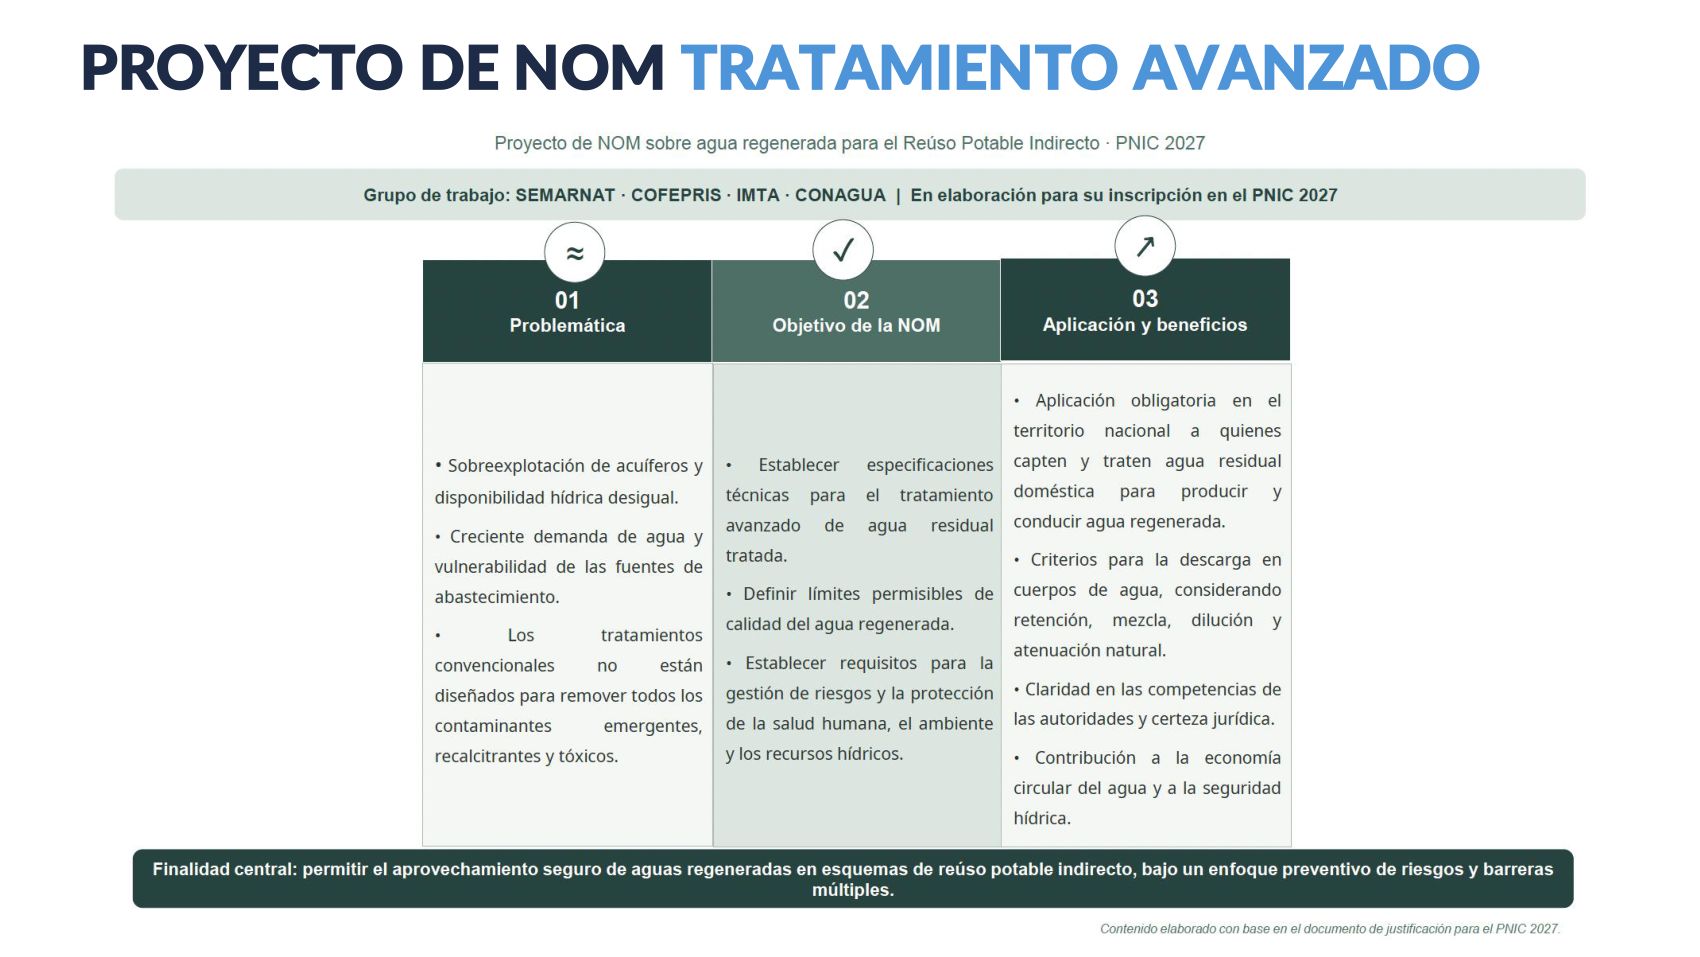 PROYECTO DE NOM TRATAMIENTO AVANZADO
Proyecto de NOM sobre agua regenerada para el Reúso Potable Indirecto · PNIC 2027
Grupo de trabajo: SEMARNAT · COFEPRIS · IMTA · CONAGUA | En elaboración para su inscripción en el PNIC 2027
≈
01
Problemática
• Sobreexplotación de acuíferos y
disponibilidad hídrica desigual.
• Creciente demanda de agua y
vulnerabilidad de las fuentes de
abastecimiento.
• Los tratamientos
convencionales no están
diseñados para remover todos los
contaminantes emergentes,
recalcitrantes y tóxicos.
✓
02
Objetivo de la NOM
• Establecer especificaciones
técnicas para el tratamiento
avanzado de agua residual
tratada.
• Definir límites permisibles de
calidad del agua regenerada.
• Establecer requisitos para la
gestión de riesgos y la protección
de la salud humana, el ambiente
y los recursos hídricos.
↗
03
Aplicación y beneficios
• Aplicación obligatoria en el
territorio nacional a quienes
capten y traten agua residual
doméstica para producir y
conducir agua regenerada.
• Criterios para la descarga en
cuerpos de agua, considerando
retención, mezcla, dilución y
atenuación natural.
• Claridad en las competencias de
las autoridades y certeza jurídica.
• Contribución a la economía
circular del agua y a la seguridad
hídrica.
Finalidad central: permitir el aprovechamiento seguro de aguas regeneradas en esquemas de reúso potable indirecto, bajo un enfoque preventivo de riesgos y barreras
múltiples.
Contenido elaborado con base en el documento de justificación para el PNIC 2027.